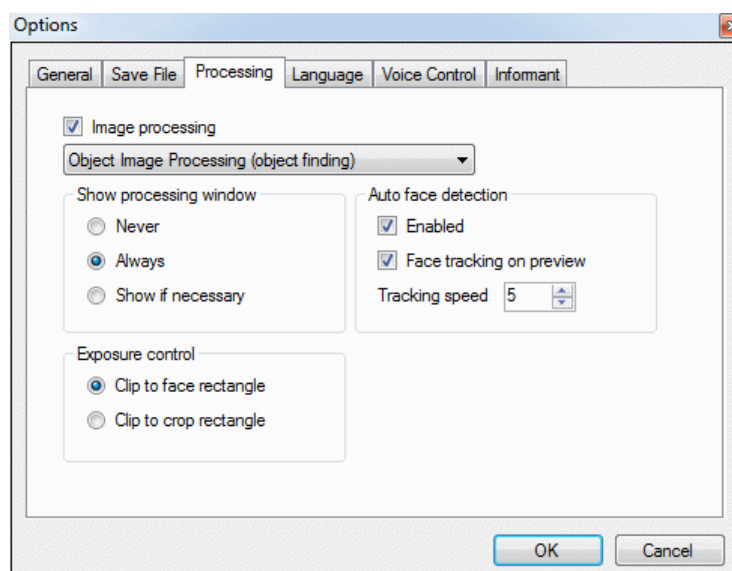 Options
General Save File Processing Language Voice Control Informant
Image processing
Object Image Processing (object finding)
Show processing window
Never
Always
Show if necessary
Auto face detection
Enabled
Face tracking on preview
Tracking speed 5
Exposure control
Clip to face rectangle
Clip to crop rectangle
OK Cancel